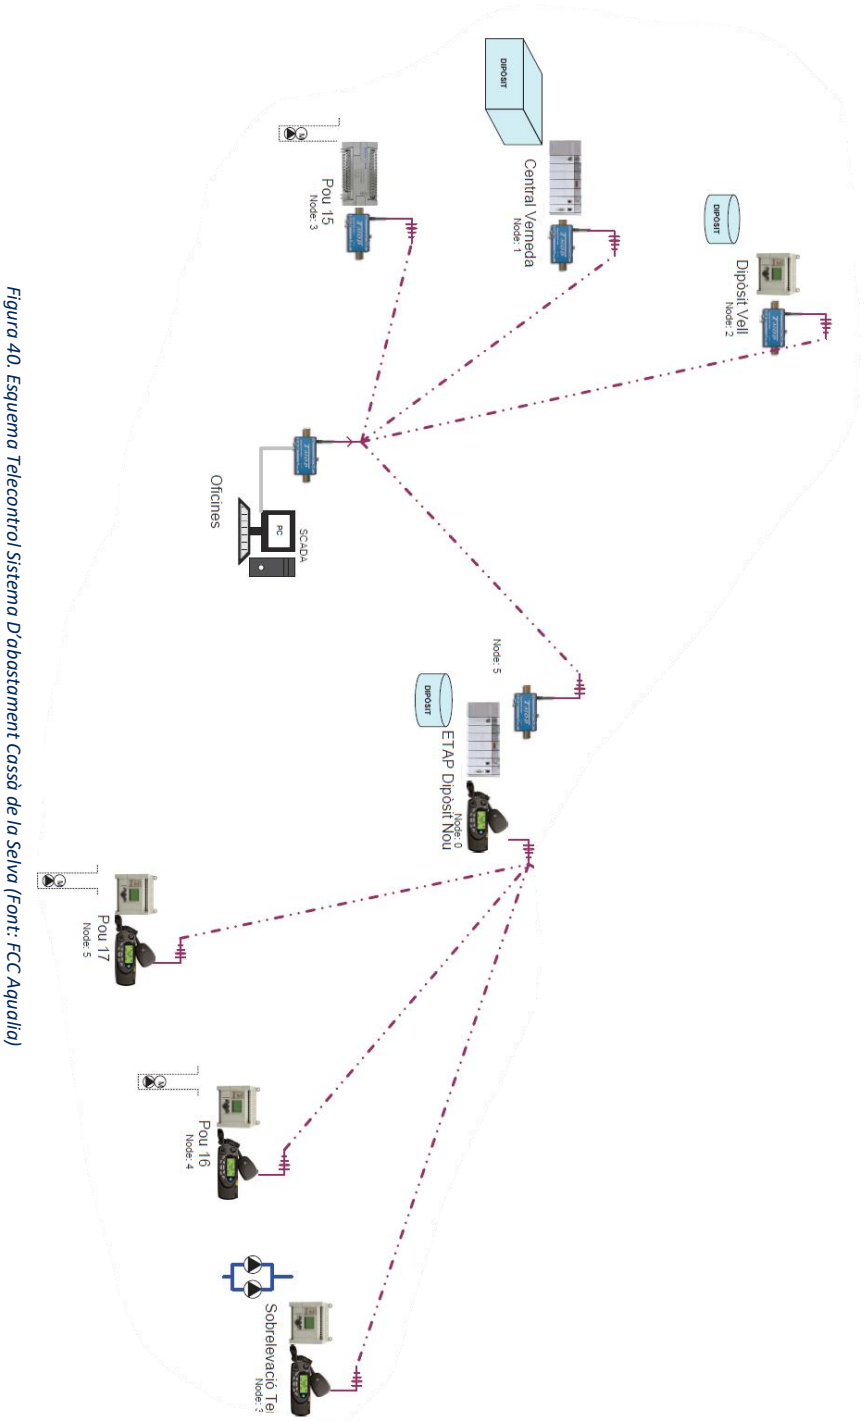 DIPÒSIT
Dipòsit Vell
Node: 2
DIPÒSIT
Central Verneda
Node: 1
Pou 15
Node: 3
SCADA
PC
Oficines
Node: 5
DIPÒSIT
ETAP Dipòsit Nou
Node: 0
Pou 17
Node: 5
Pou 16
Node: 4
Sobrelevació
Node:
Figura 40. Esquema Telecontrol Sistema D'abastament Cassà de la Selva (Font: FCC Aqualia)